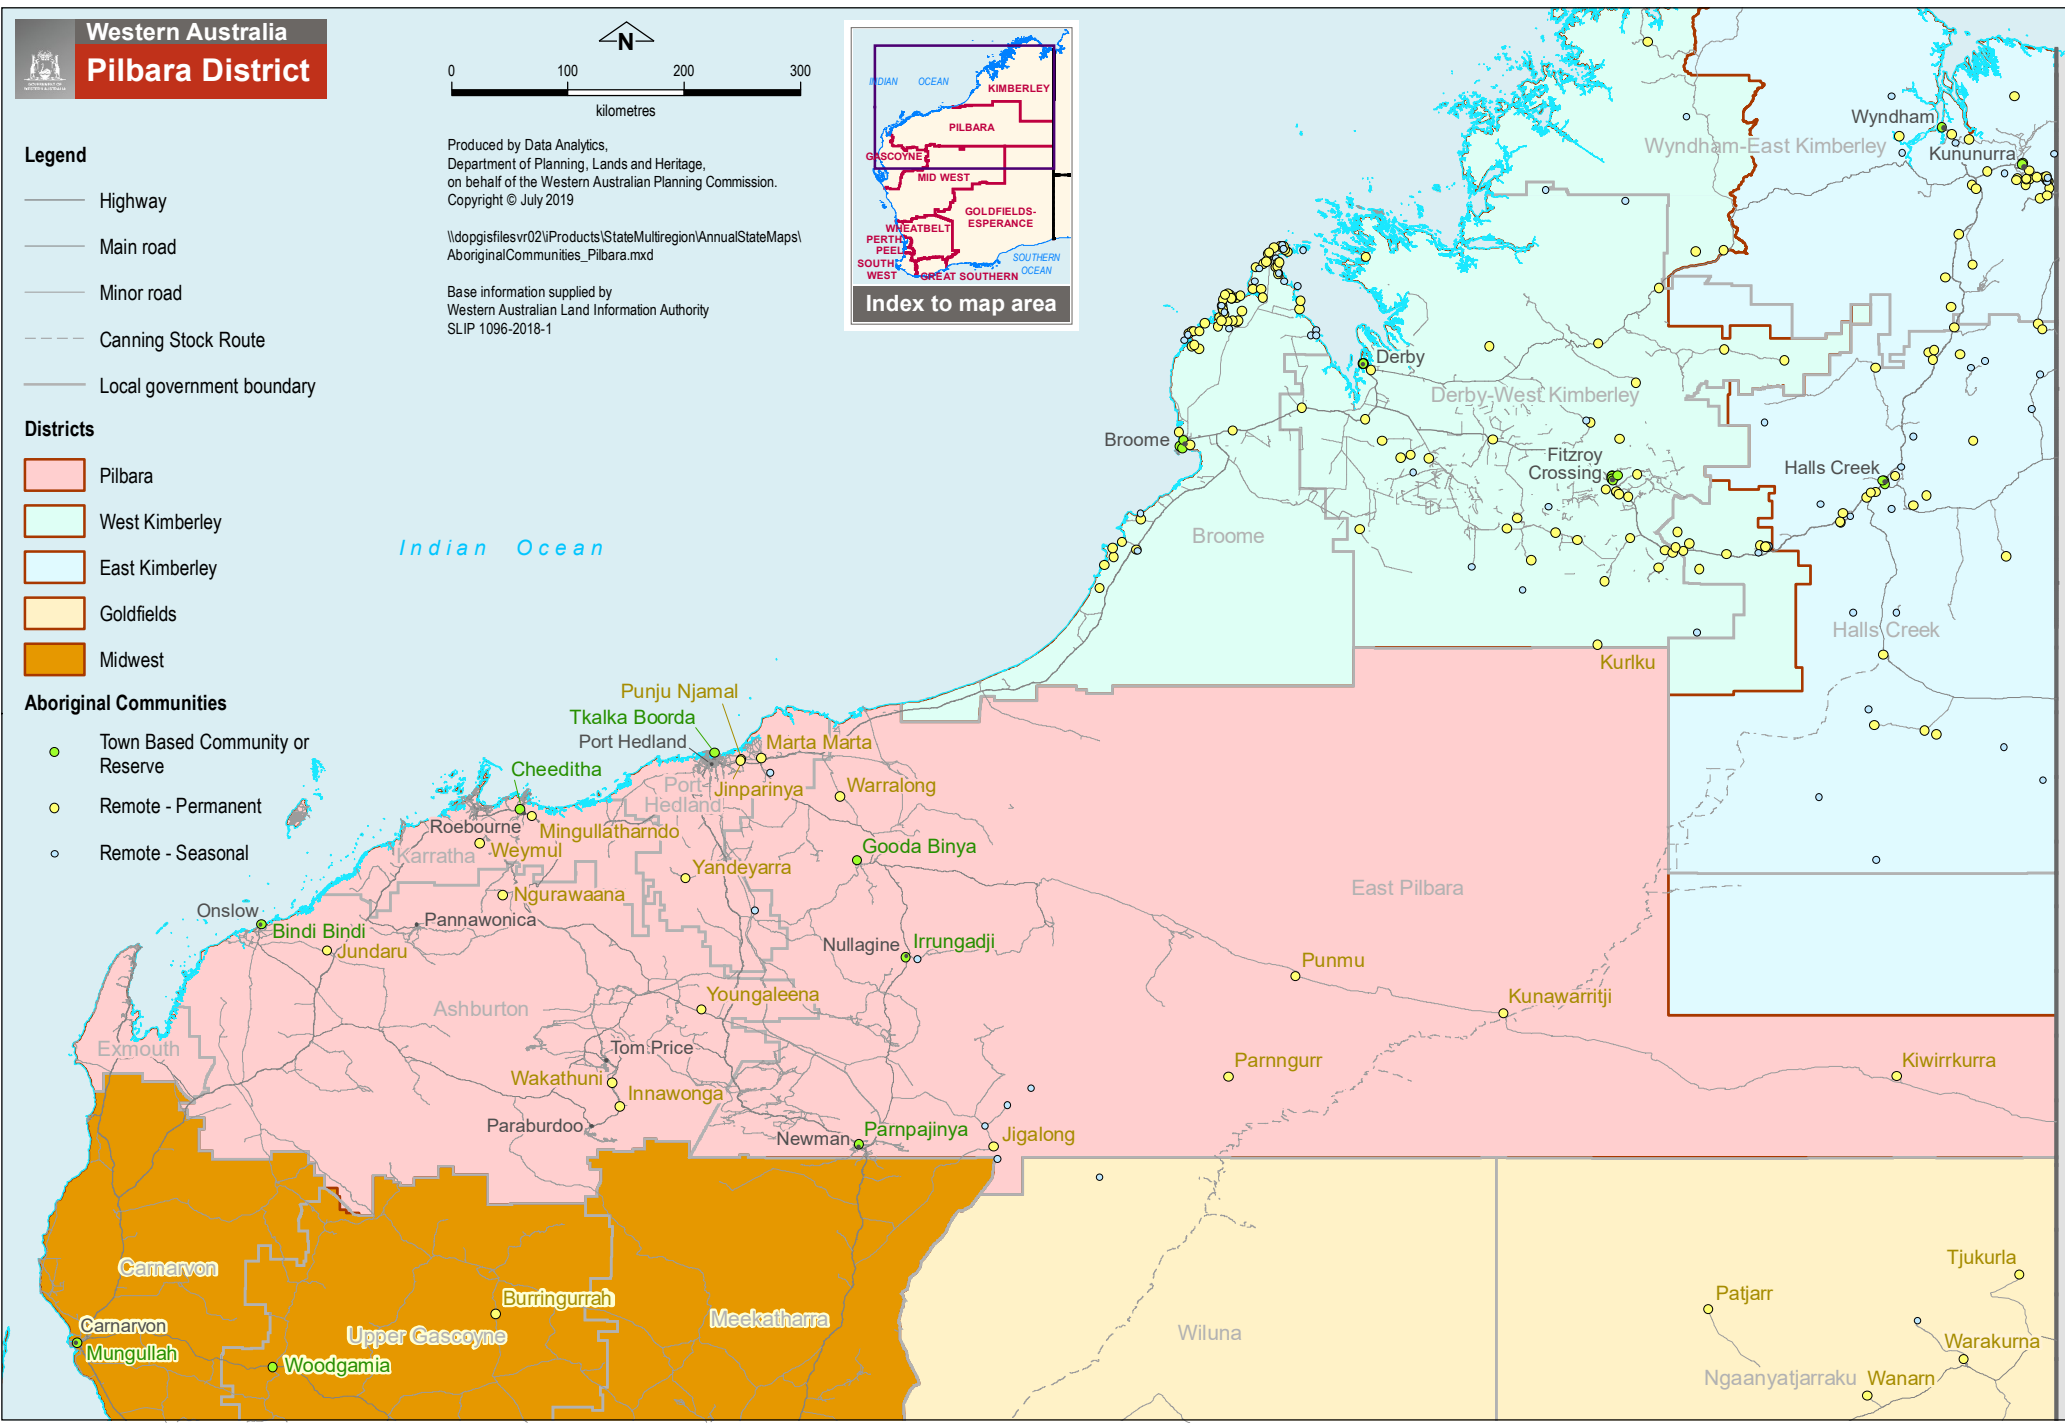 Western Australia
Pilbara District
GOVERNMENT OF
WESTERN AUSTRALIA
N
0 100 200 300
kilometres
Produced by Data Analytics,
Department of Planning, Lands and Heritage,
on behalf of the Western Australian Planning Commission.
Copyright © July 2019
\\dopgisfilesvr02\iProducts\StateMultiregion\AnnualStateMaps\
AboriginalCommunities_Pilbara.mxd
Base information supplied by
Western Australian Land Information Authority
SLIP 1096-2018-1
INDIAN OCEAN
KIMBERLEY
PILBARA
GASCOYNE
MID WEST
GOLDFIELDS-
ESPERANCE
WHEATBELT
PERTH
PEEL
SOUTH
WEST
GREAT SOUTHERN
SOUTHERN
OCEAN
Index to map area
Legend
Highway
Main road
Minor road
Canning Stock Route
Local government boundary
Districts
Pilbara
West Kimberley
East Kimberley
Goldfields
Midwest
Aboriginal Communities
Town Based Community or
Reserve
Remote - Permanent
Remote - Seasonal
Indian Ocean
Wyndham
Wyndham-East Kimberley
Kununurra
Derby
Derby-West Kimberley
Broome
Fitzroy
Crossing
Halls Creek
Broome
Halls Creek
Kurlku
Punju Njamal
Tkalka Boorda
Port Hedland
Marta Marta
Cheeditha
Port
Hedland
Jinparinya
Warralong
Roebourne
Mingullatharndo
Karratha
Weymul
Gooda Binya
Yandeyarra
Ngurawaana
East Pilbara
Onslow
Pannawonica
Bindi Bindi
Jundaru
Nullagine
Irrungadji
Punmu
Youngaleena
Kunawarritji
Ashburton
Exmouth
Tom Price
Parnngurr
Kiwirrkurra
Wakathuni
Innawonga
Paraburdoo
Newman
Parnpajinya
Jigalong
Carnarvon
Tjukurla
Burringurrah
Patjarr
Meekatharra
Carnarvon
Upper Gascoyne
Wiluna
Warakurna
Mungullah
Woodgamia
Ngaanyatjarraku
Wanarn